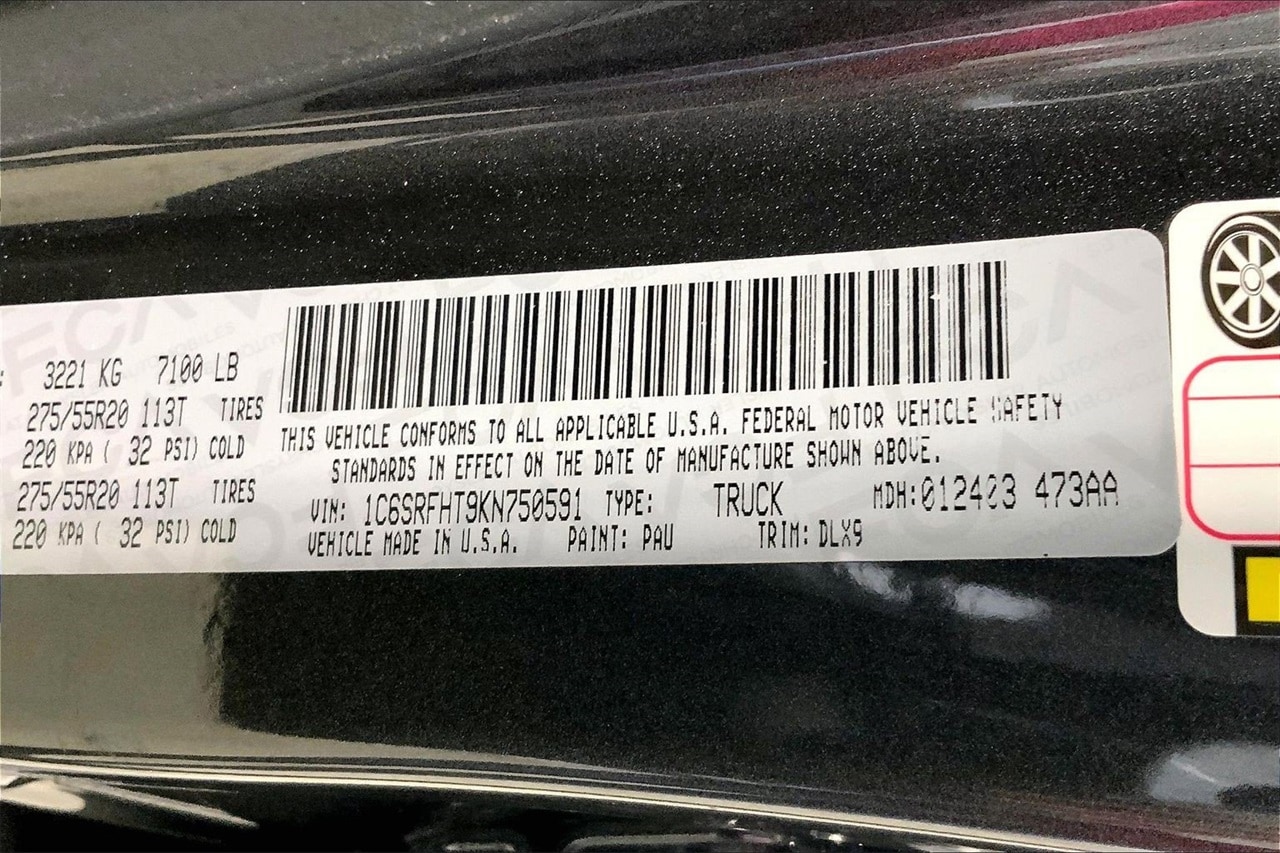 : 3221 KG 7100 LB
275/55R20 113T TIRES
220 KPA ( 32 PSI) COLD
275/55R20 113T TIRES
220 KPA ( 32 PSI) COLD
THIS VEHICLE CONFORMS TO ALL APPLICABLE U.S.A. FEDERAL MOTOR VEHICLE SAFETY
STANDARDS IN EFFECT ON THE DATE OF MANUFACTURE SHOWN ABOVE.
VIN: 1C6SRFHT9KN750591 TYPE: TRUCK MDH:012403 473AA
VEHICLE MADE IN U.S.A. PAINT: PAU TRIM: DLX9